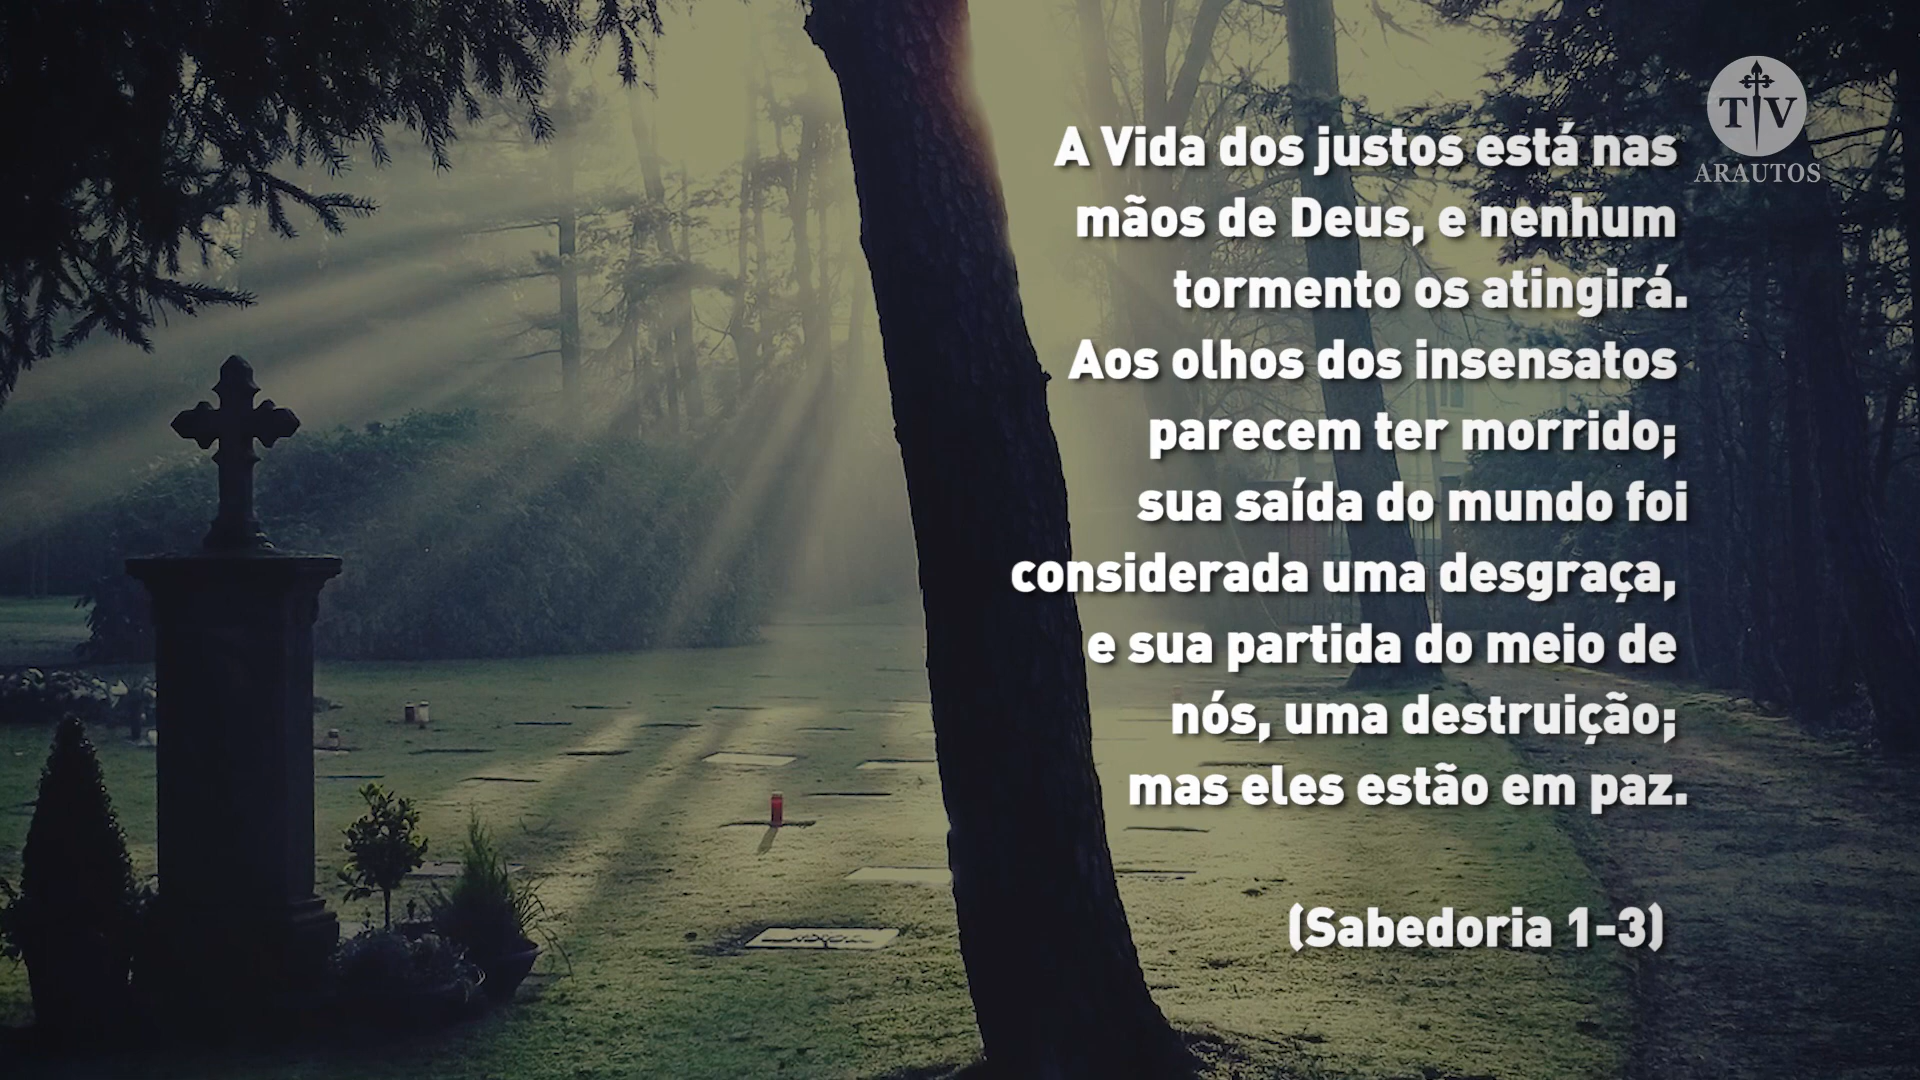 TV
ARAUTOS
A Vida dos justos está nas
mãos de Deus, e nenhum
tormento os atingirá.
Aos olhos dos insensatos
parecem ter morrido;
sua saída do mundo foi
considerada uma desgraça,
e sua partida do meio de
nós, uma destruição;
mas eles estão em paz.
(Sabedoria 1-3)